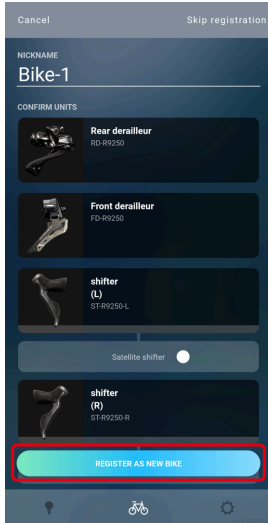 Cancel
Skip registration
NICKNAME
Bike-1
CONFIRM UNITS
Rear derailleur
RD-R9250
Front derailleur
FD-R9250
shifter
(L)
ST-R9250-L
Satellite shifter
shifter
(R)
ST-R9250-R
REGISTER AS NEW BIKE